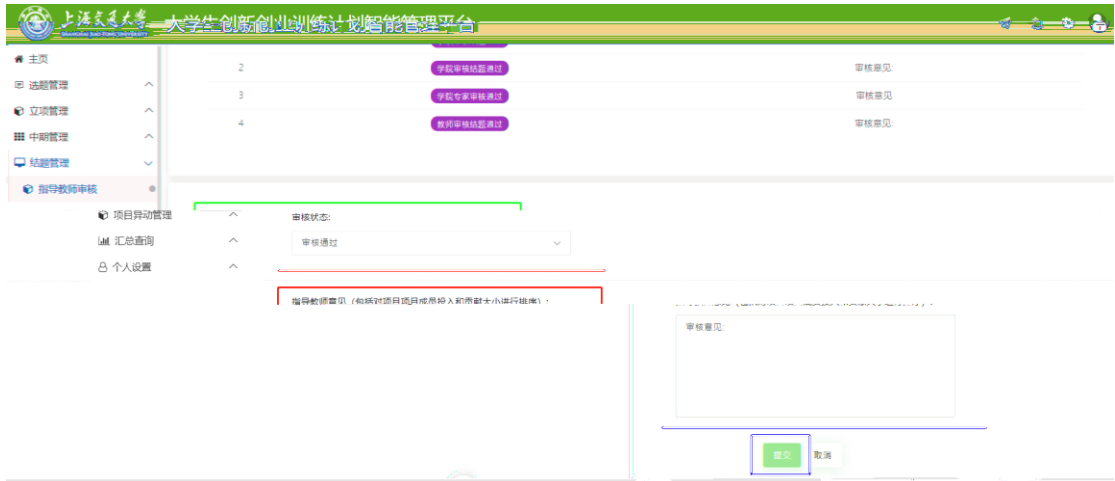 上海交通大学
SHANGHAI JIAO TONG UNIVERSITY
大学生创新创业训练计划智能管理平台
主页
选题管理
立项管理
中期管理
结题管理
指导教师审核
项目异动管理
汇总查询
个人设置
2 学院审核结题通过 审核意见:
3 学院专家审核通过 审核意见
4 教师审核结题通过 审核意见:
审核状态:
审核通过
指导教师意见（包括对项目项目成员投入和贡献大小进行排序）:
审核意见:
提交 取消